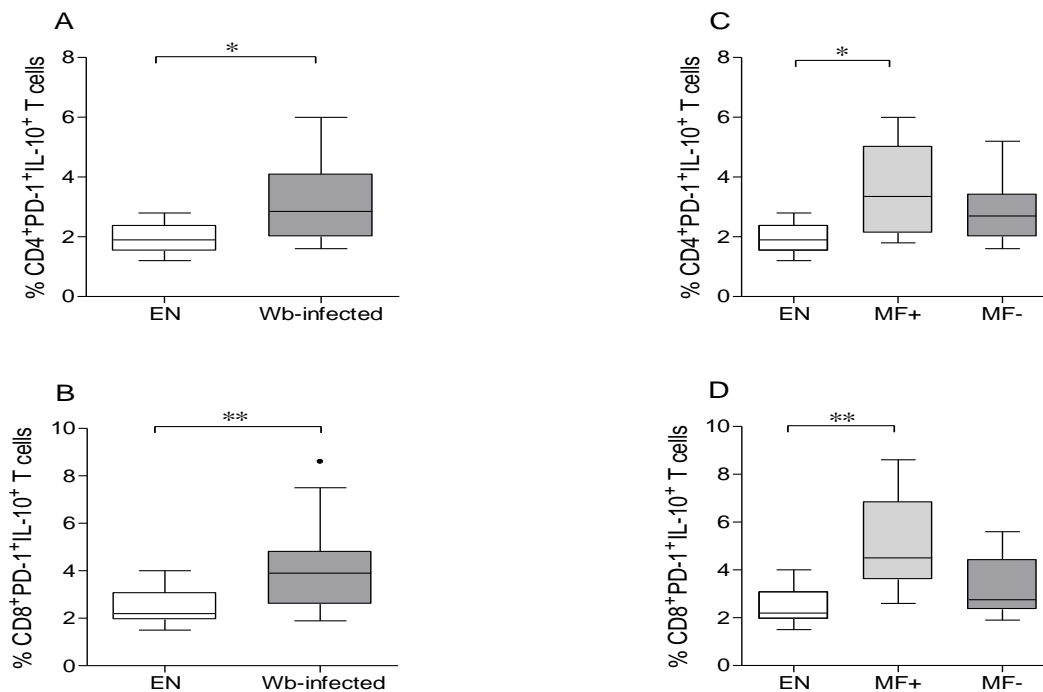 A
% CD4⁺PD-1⁺IL-10⁺ T cells
8
6
4
2
0
*
EN
Wb-infected
C
% CD4⁺PD-1⁺IL-10⁺ T cells
8
6
4
2
0
*
EN
MF+
MF-
B
% CD8⁺PD-1⁺IL-10⁺ T cells
10
8
6
4
2
0
**
EN
Wb-infected
D
% CD8⁺PD-1⁺IL-10⁺ T cells
10
8
6
4
2
0
**
EN
MF+
MF-